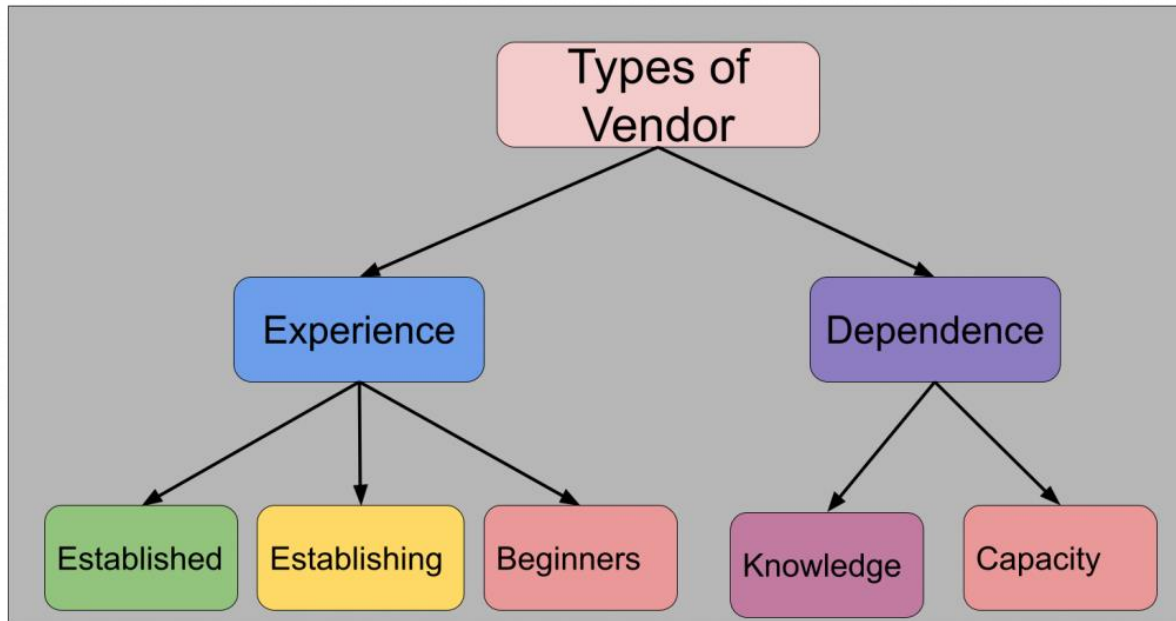 Types of
Vendor
Experience
Dependence
Established
Establishing
Beginners
Knowledge
Capacity